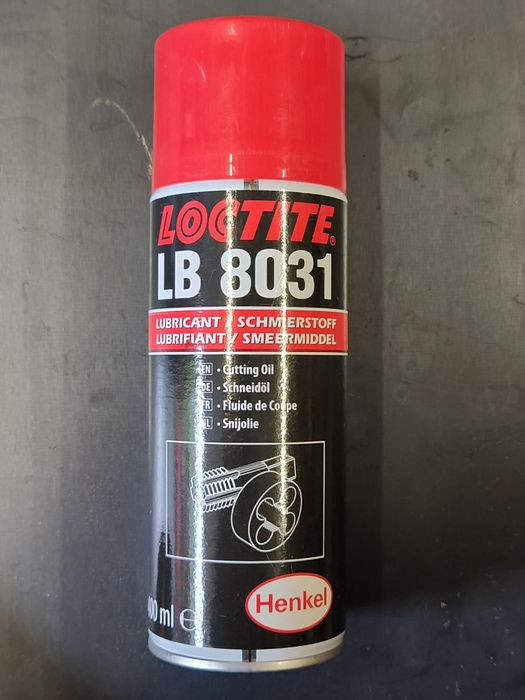 LOCTITE®
LB 8031
LUBRICANT / SCHMIERSTOFF
LUBRIFIANT / SMEERMIDDEL
EN • Cutting Oil
DE • Schneidöl
FR • Fluide de Coupe
NL • Snijolie
Henkel
ml ℮